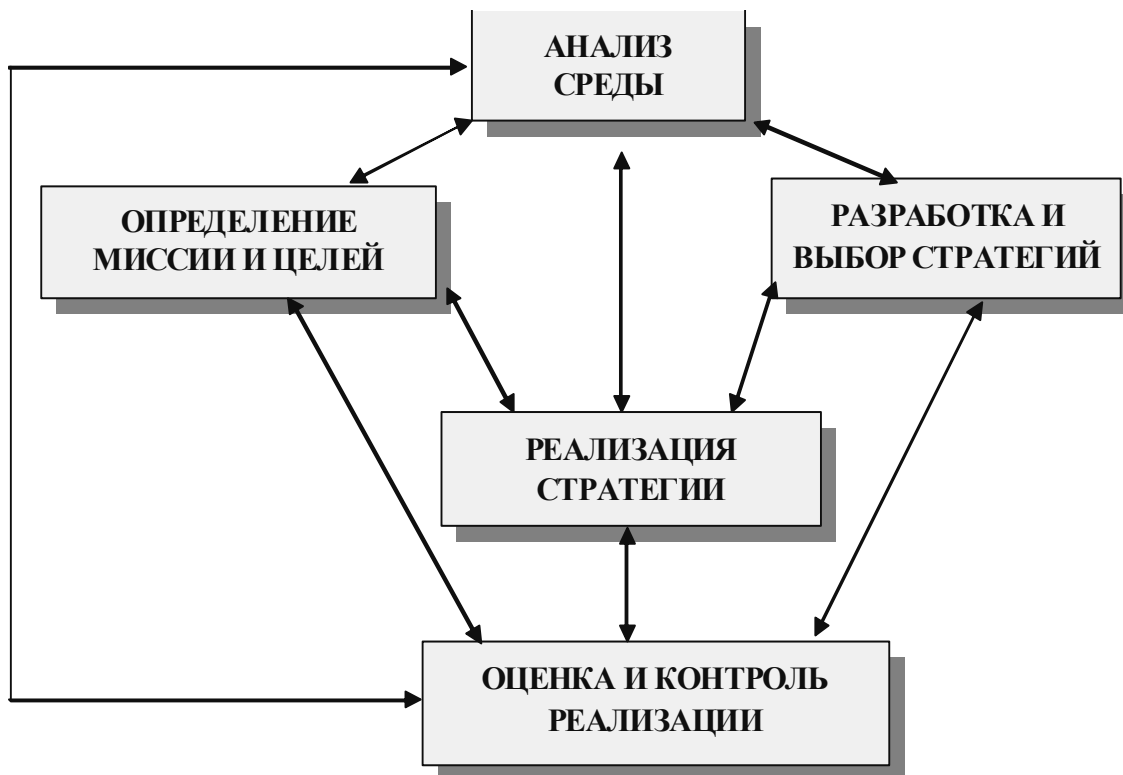 АНАЛИЗ
СРЕДЫ
ОПРЕДЕЛЕНИЕ
МИССИИ И ЦЕЛЕЙ
РАЗРАБОТКА И
ВЫБОР СТРАТЕГИЙ
РЕАЛИЗАЦИЯ
СТРАТЕГИИ
ОЦЕНКА И КОНТРОЛЬ
РЕАЛИЗАЦИИ